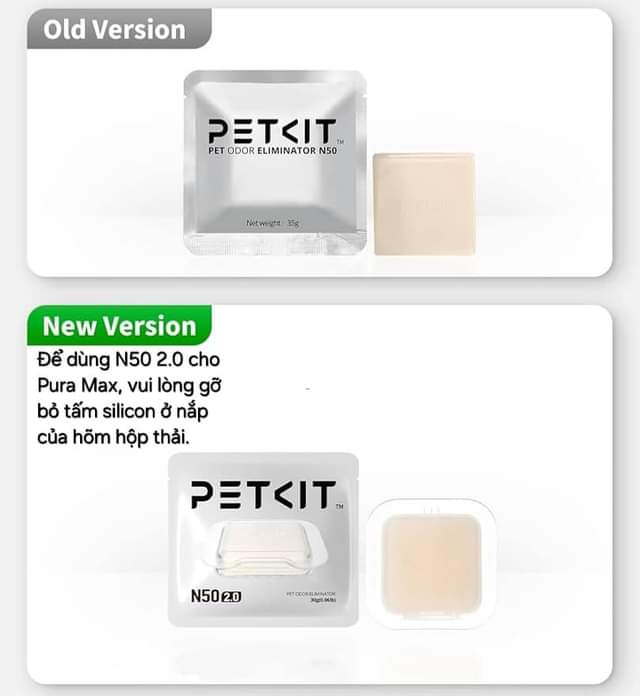 Old Version
PETKIT™
PET ODOR ELIMINATOR N50
Net weight: 35g
New Version
Để dùng N50 2.0 cho
Pura Max, vui lòng gỡ
bỏ tấm silicon ở nắp
của hõm hộp thải.
PETKIT™
N50 2.0
PET ODOR ELIMINATOR